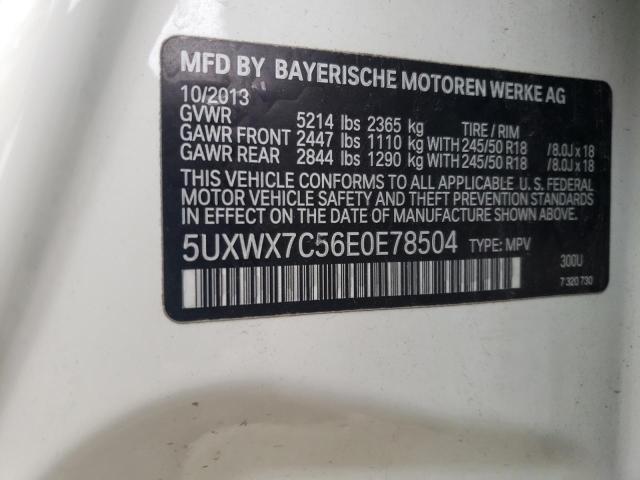 MFD BY BAYERISCHE MOTOREN WERKE AG
10/2013
GVWR 5214 lbs 2365 kg TIRE / RIM
GAWR FRONT 2447 lbs 1110 kg WITH 245/50 R18 /8.0J x 18
GAWR REAR 2844 lbs 1290 kg WITH 245/50 R18 /8.0J x 18
THIS VEHICLE CONFORMS TO ALL APPLICABLE U.S. FEDERAL
MOTOR VEHICLE SAFETY AND THEFT PREVENTION STANDARDS
IN EFFECT ON THE DATE OF MANUFACTURE SHOWN ABOVE.
5UXWX7C56E0E78504 TYPE: MPV
300U
7 320 730